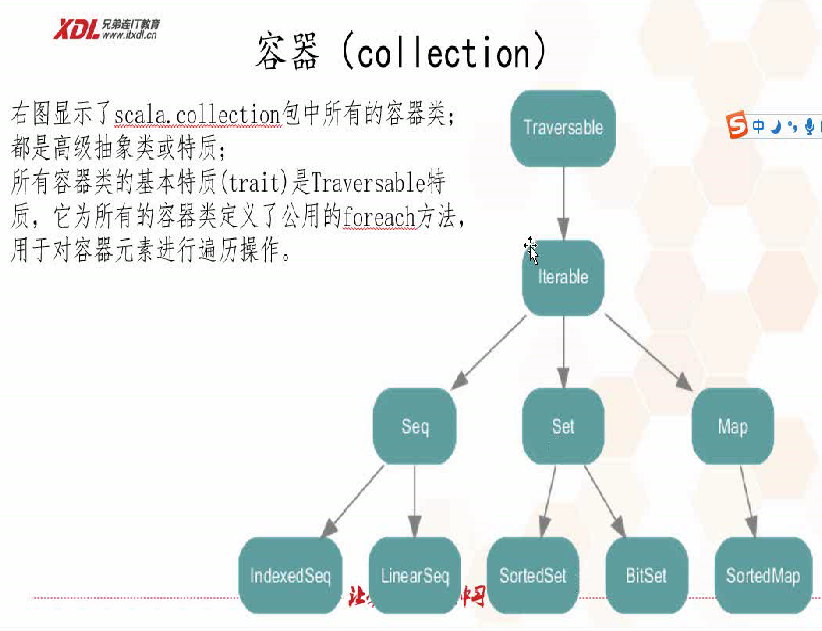 XDL 兄弟连IT教育
www.itxdl.cn
容器 (collection)
右图显示了scala.collection包中所有的容器类;
都是高级抽象类或特质;
所有容器类的基本特质(trait)是Traversable特
质，它为所有的容器类定义了公用的foreach方法，
用于对容器元素进行遍历操作。
Traversable
中
Iterable
Seq
Set
Map
IndexedSeq
LinearSeq
SortedSet
BitSet
SortedMap
让
习